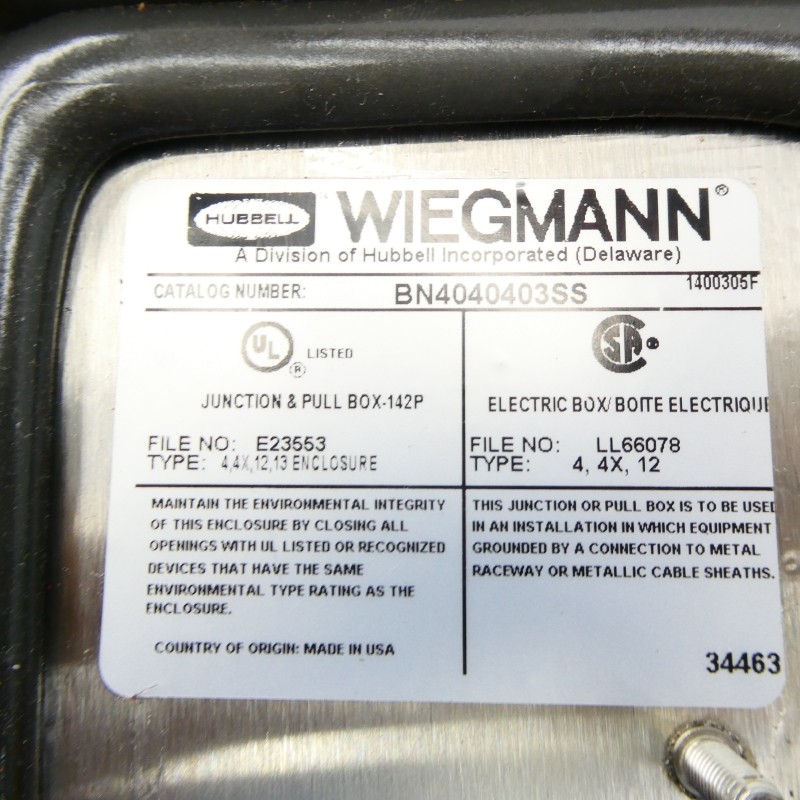 HUBBELL WIEGMANN®
A Division of Hubbell Incorporated (Delaware)
CATALOG NUMBER: BN4040403SS 1400305F
UL LISTED
®
JUNCTION & PULL BOX-142P
FILE NO: E23553
TYPE: 4,4X,12,13 ENCLOSURE
MAINTAIN THE ENVIRONMENTAL INTEGRITY
OF THIS ENCLOSURE BY CLOSING ALL
OPENINGS WITH UL LISTED OR RECOGNIZED
DEVICES THAT HAVE THE SAME
ENVIRONMENTAL TYPE RATING AS THE
ENCLOSURE.
COUNTRY OF ORIGIN: MADE IN USA
SA ®
ELECTRIC BOX/BOITE ELECTRIQUE
FILE NO: LL66078
TYPE: 4, 4X, 12
THIS JUNCTION OR PULL BOX IS TO BE USED
IN AN INSTALLATION IN WHICH EQUIPMENT
GROUNDED BY A CONNECTION TO METAL
RACEWAY OR METALLIC CABLE SHEATHS.
34463